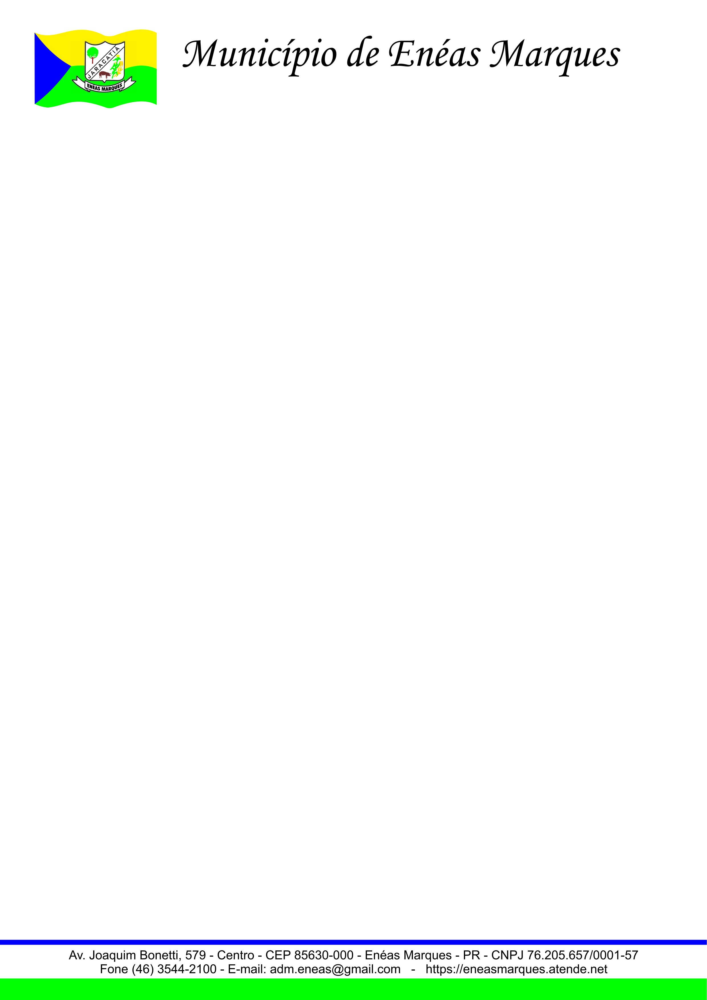 Município de Enéas Marques
JARACATIA
ENÉAS MARQUES
Av. Joaquim Bonetti, 579 - Centro - CEP 85630-000 - Enéas Marques - PR - CNPJ 76.205.657/0001-57
Fone (46) 3544-2100 - E-mail: adm.eneas@gmail.com - https://eneasmarques.atende.net